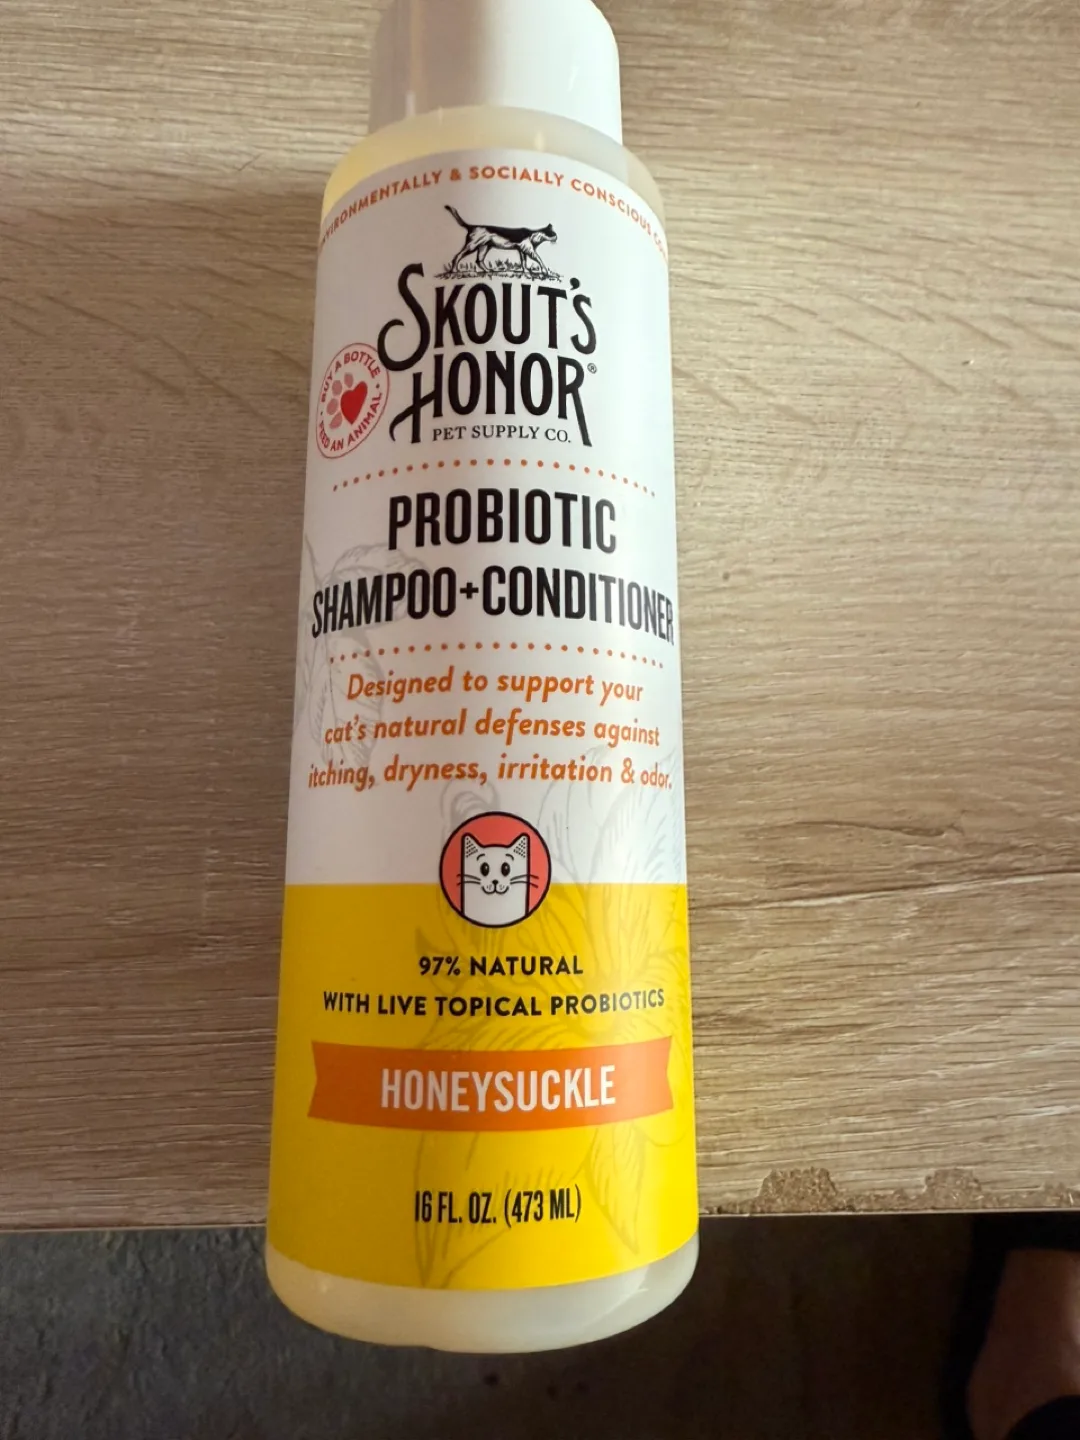 ENVIRONMENTALLY & SOCIALLY CONSCIOUS
SKOUT'S
HONOR®
PET SUPPLY CO.
BUY A BOTTLE
FEED AN ANIMAL
PROBIOTIC
SHAMPOO+CONDITIONER
Designed to support your
cat's natural defenses against
itching, dryness, irritation & odor.
97% NATURAL
WITH LIVE TOPICAL PROBIOTICS
HONEYSUCKLE
16 FL. OZ. (473 ML)